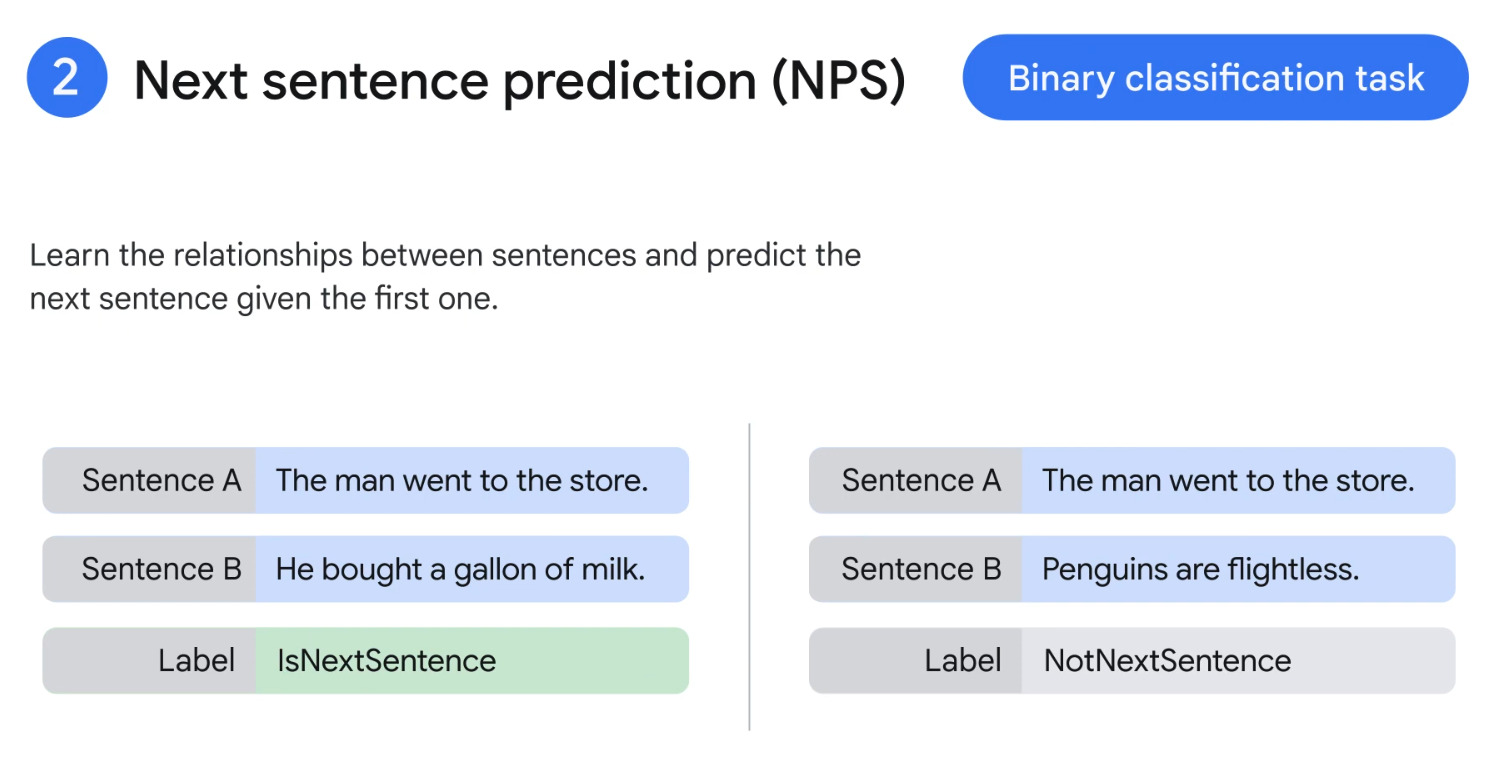 2 Next sentence prediction (NPS) Binary classification task
Learn the relationships between sentences and predict the
next sentence given the first one.
Sentence A The man went to the store.
Sentence B He bought a gallon of milk.
Label IsNextSentence
Sentence A The man went to the store.
Sentence B Penguins are flightless.
Label NotNextSentence